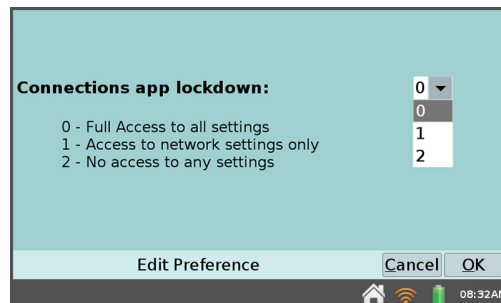 Connections app lockdown:
0
0
1
2
0 - Full Access to all settings
1 - Access to network settings only
2 - No access to any settings
Edit Preference
Cancel
OK
08:32AM